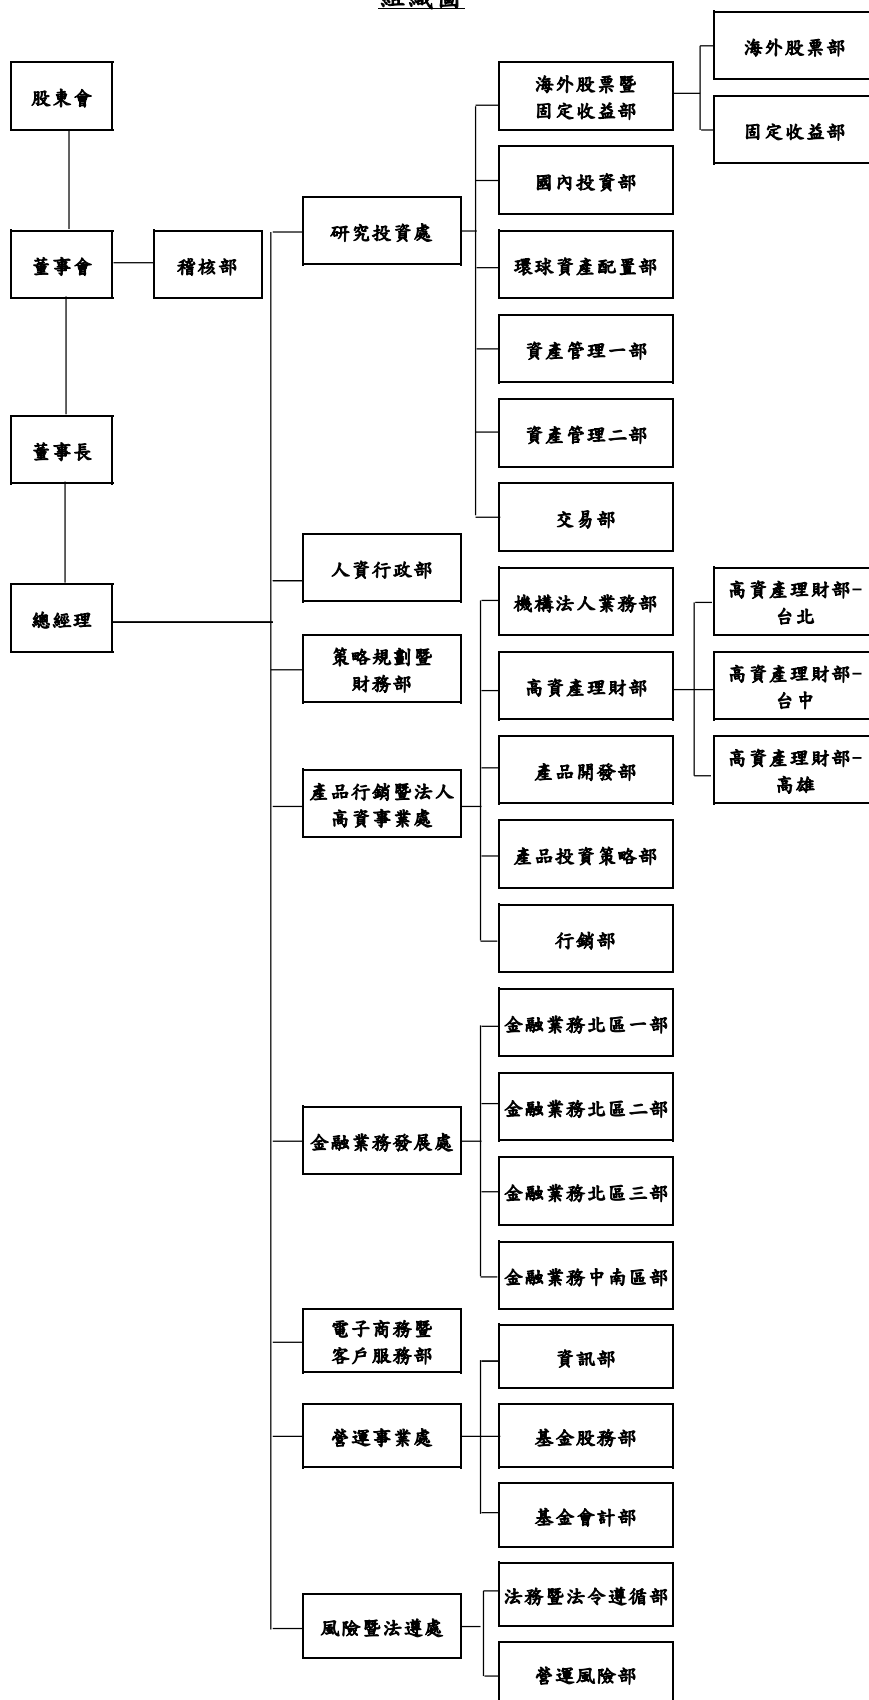 組織圖
股東會
董事會
稽核部
董事長
總經理
研究投資處
海外股票暨
固定收益部
海外股票部
固定收益部
國內投資部
環球資產配置部
資產管理一部
資產管理二部
交易部
人資行政部
策略規劃暨
財務部
產品行銷暨法人
高資事業處
機構法人業務部
高資產理財部
高資產理財部-
台北
高資產理財部-
台中
高資產理財部-
高雄
產品開發部
產品投資策略部
行銷部
金融業務發展處
金融業務北區一部
金融業務北區二部
金融業務北區三部
金融業務中南區部
電子商務暨
客戶服務部
營運事業處
資訊部
基金股務部
基金會計部
風險暨法遵處
法務暨法令遵循部
營運風險部